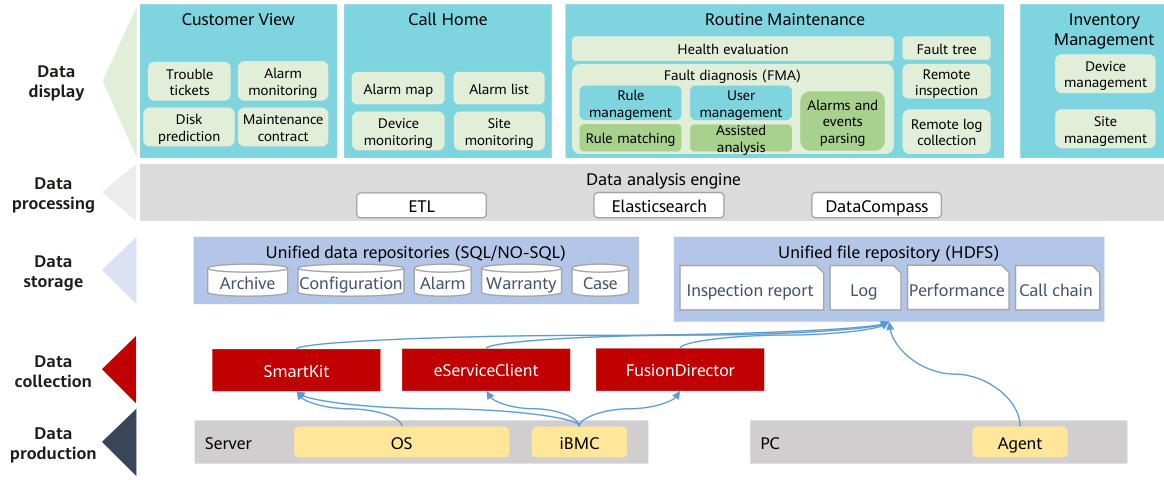 Data
display
Customer View
Trouble
tickets
Alarm
monitoring
Disk
prediction
Maintenance
contract
Call Home
Alarm map
Alarm list
Device
monitoring
Site
monitoring
Routine Maintenance
Health evaluation
Fault diagnosis (FMA)
Rule
management
User
management
Rule matching
Assisted
analysis
Alarms and
events
parsing
Fault tree
Remote
inspection
Remote log
collection
Inventory
Management
Device
management
Site
management
Data
processing
Data analysis engine
ETL
Elasticsearch
DataCompass
Data
storage
Unified data repositories (SQL/NO-SQL)
Archive
Configuration
Alarm
Warranty
Case
Unified file repository (HDFS)
Inspection report
Log
Performance
Call chain
Data
collection
SmartKit
eServiceClient
FusionDirector
Data
production
Server
OS
iBMC
PC
Agent